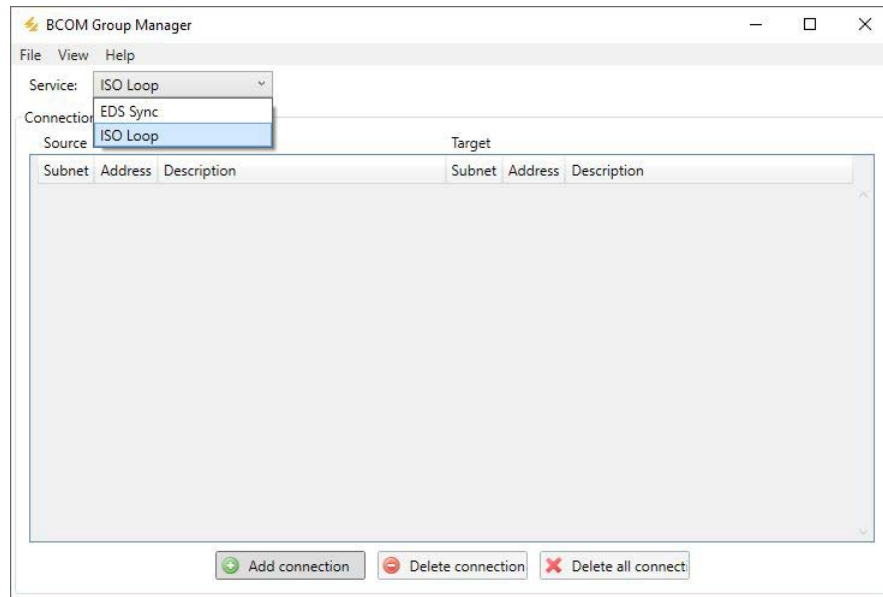 BCOM Group Manager
File View Help
Service: ISO Loop
EDS Sync
ISO Loop
Connection
Source Target
Subnet Address Description Subnet Address Description
Add connection Delete connection Delete all connecti